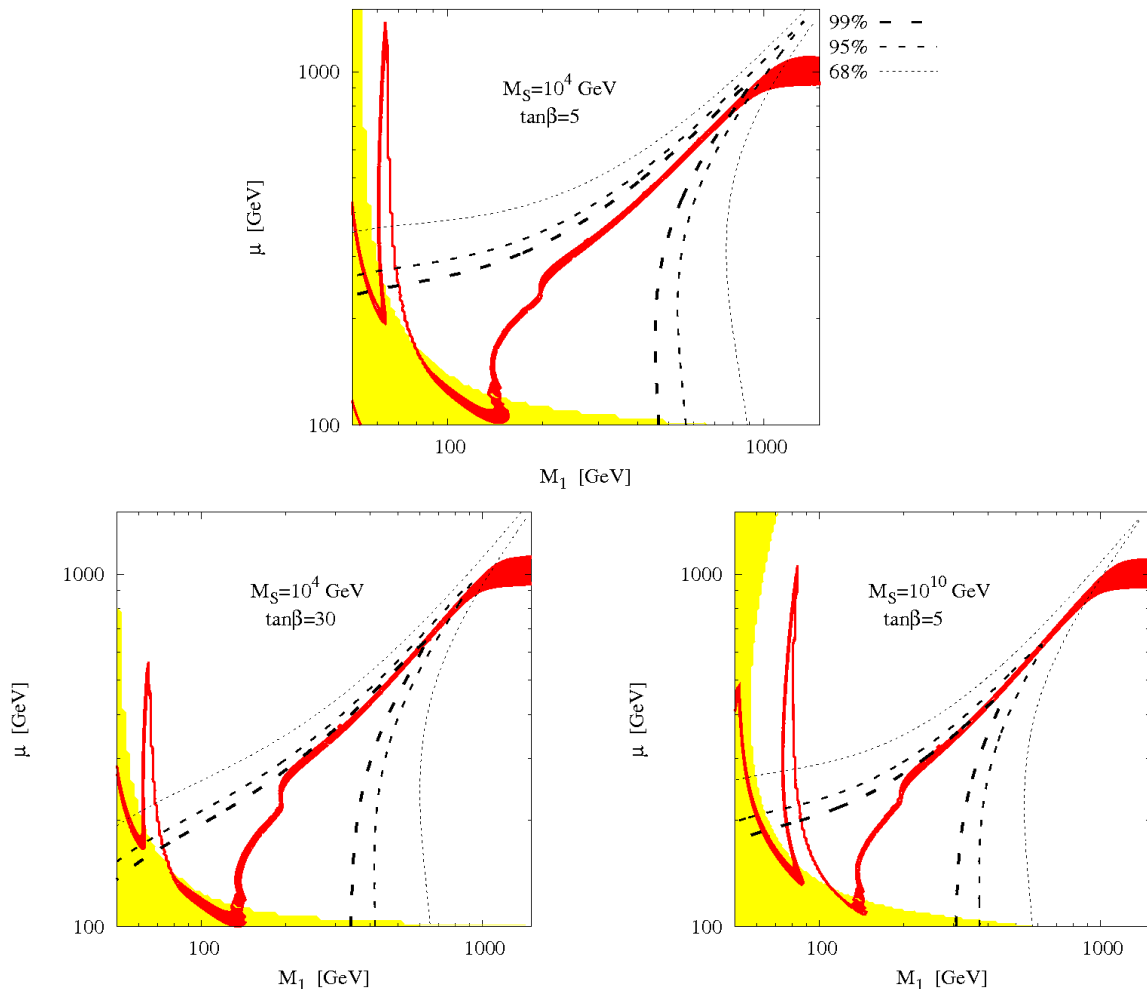 99%
95%
68%
1000
M_S=10^4 GeV
tanβ=5
μ [GeV]
100
100
1000
M_1 [GeV]
1000
M_S=10^4 GeV
tanβ=30
μ [GeV]
100
100
1000
M_1 [GeV]
1000
M_S=10^10 GeV
tanβ=5
μ [GeV]
100
100
1000
M_1 [GeV]